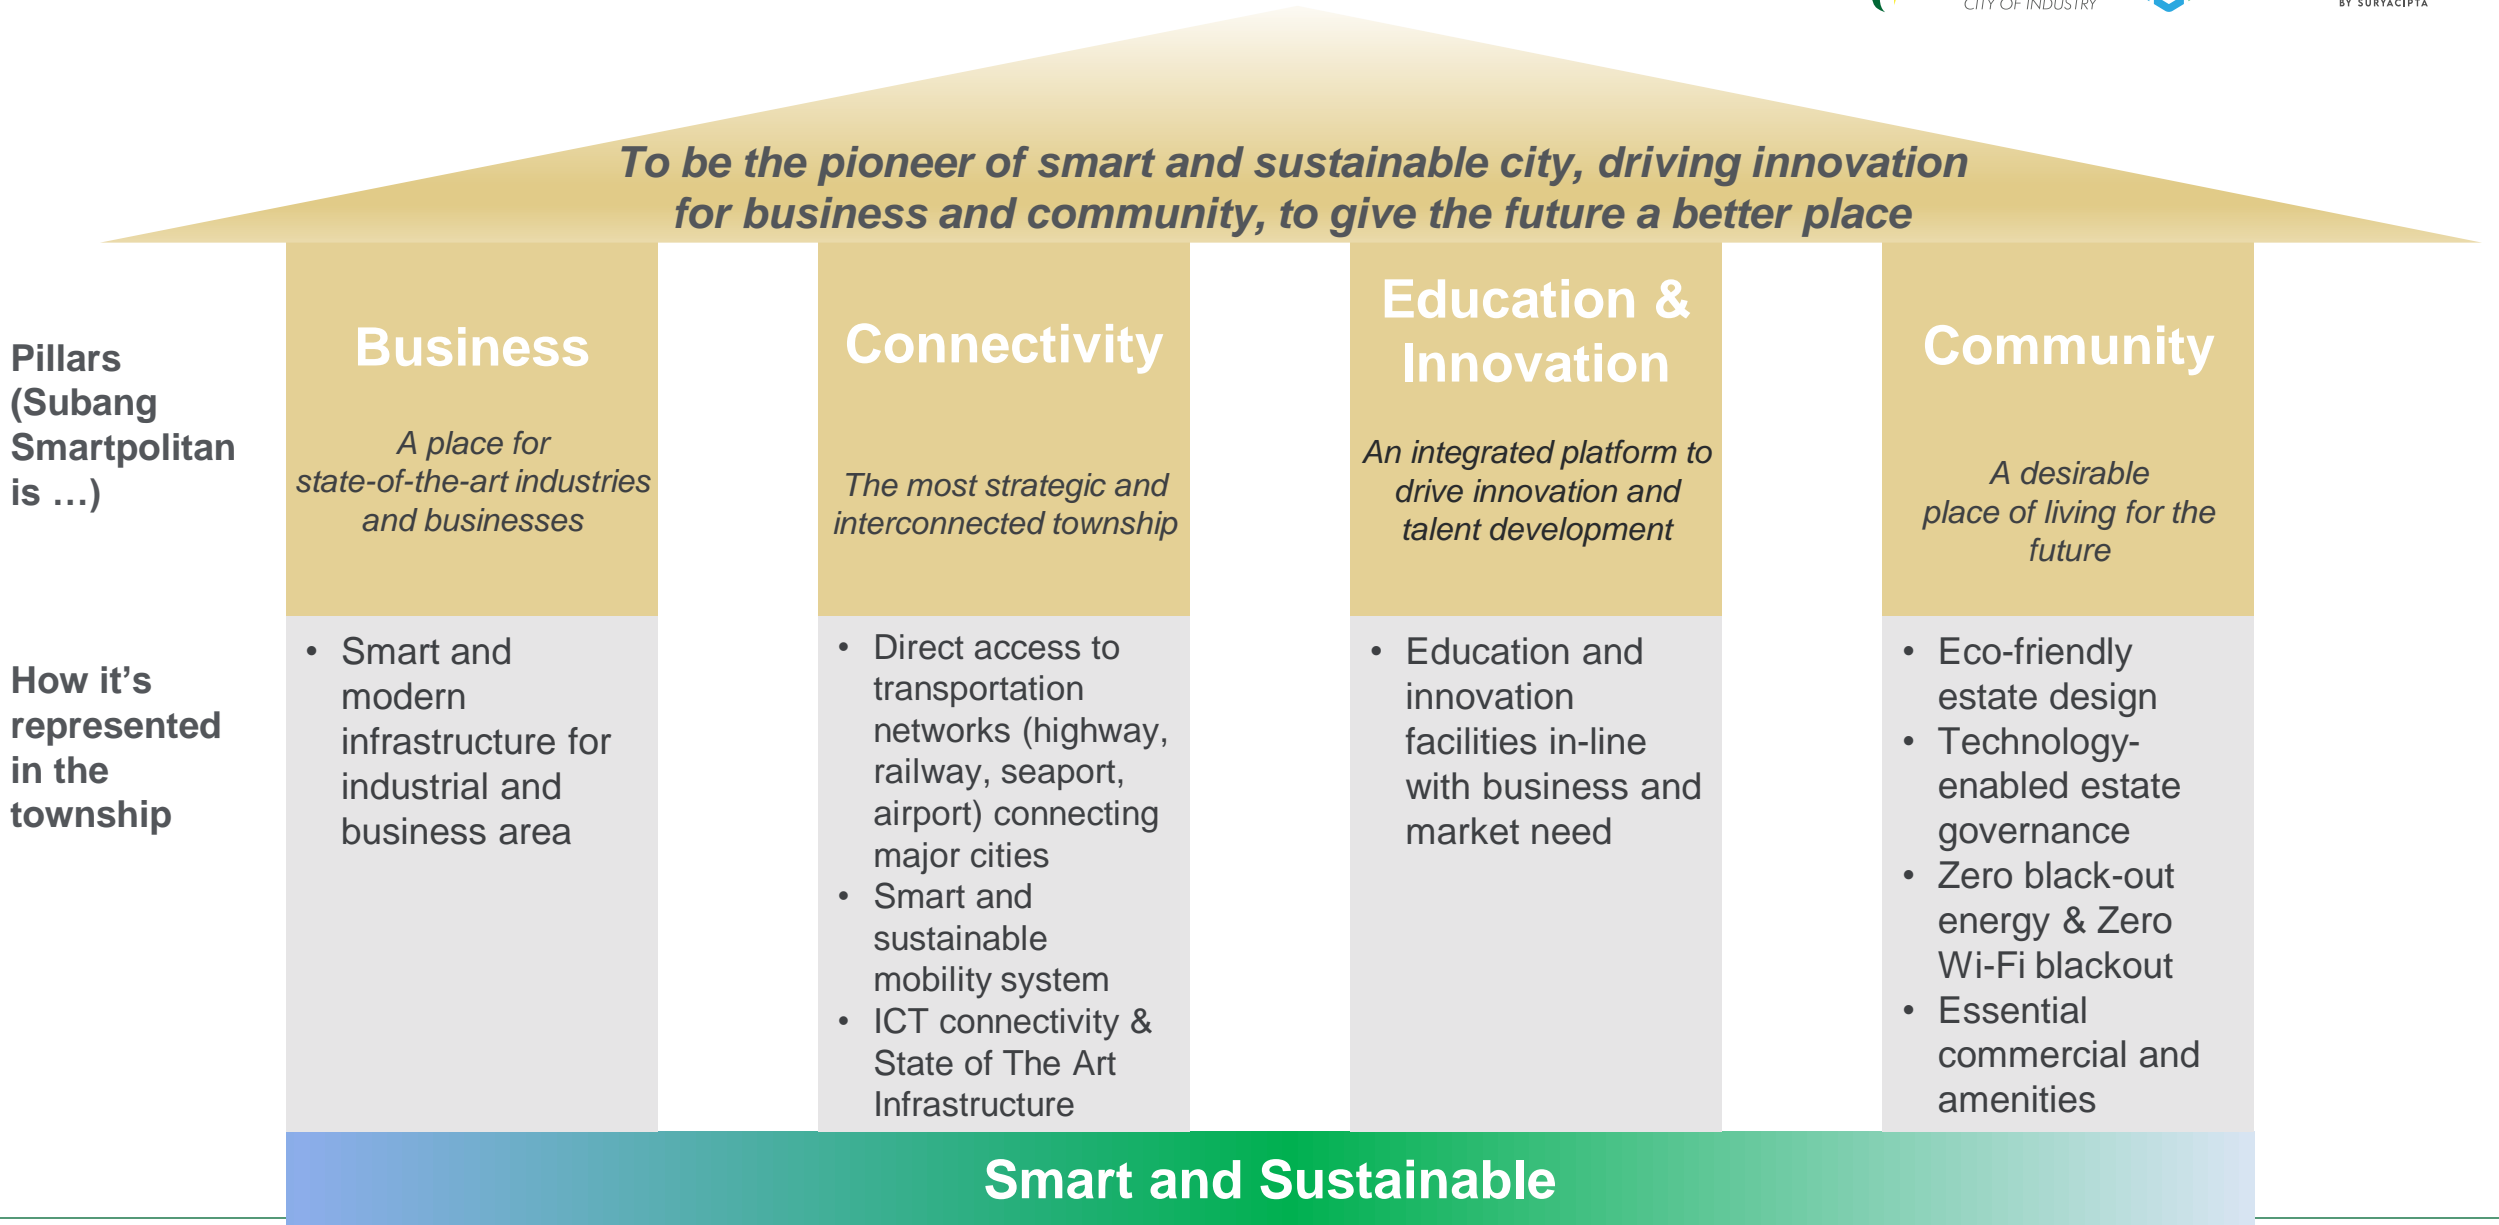 CITY OF INDUSTRY
BY SURYACIPTA
To be the pioneer of smart and sustainable city, driving innovation
for business and community, to give the future a better place
Pillars
(Subang
Smartpolitan
is …)
Business
A place for
state-of-the-art industries
and businesses
Connectivity
The most strategic and
interconnected township
Education &
Innovation
An integrated platform to
drive innovation and
talent development
Community
A desirable
place of living for the
future
How it’s
represented
in the
township
• Smart and
modern
infrastructure for
industrial and
business area
• Direct access to
transportation
networks (highway,
railway, seaport,
airport) connecting
major cities
• Smart and
sustainable
mobility system
• ICT connectivity &
State of The Art
Infrastructure
• Education and
innovation
facilities in-line
with business and
market need
• Eco-friendly
estate design
• Technology-
enabled estate
governance
• Zero black-out
energy & Zero
Wi-Fi blackout
• Essential
commercial and
amenities
Smart and Sustainable